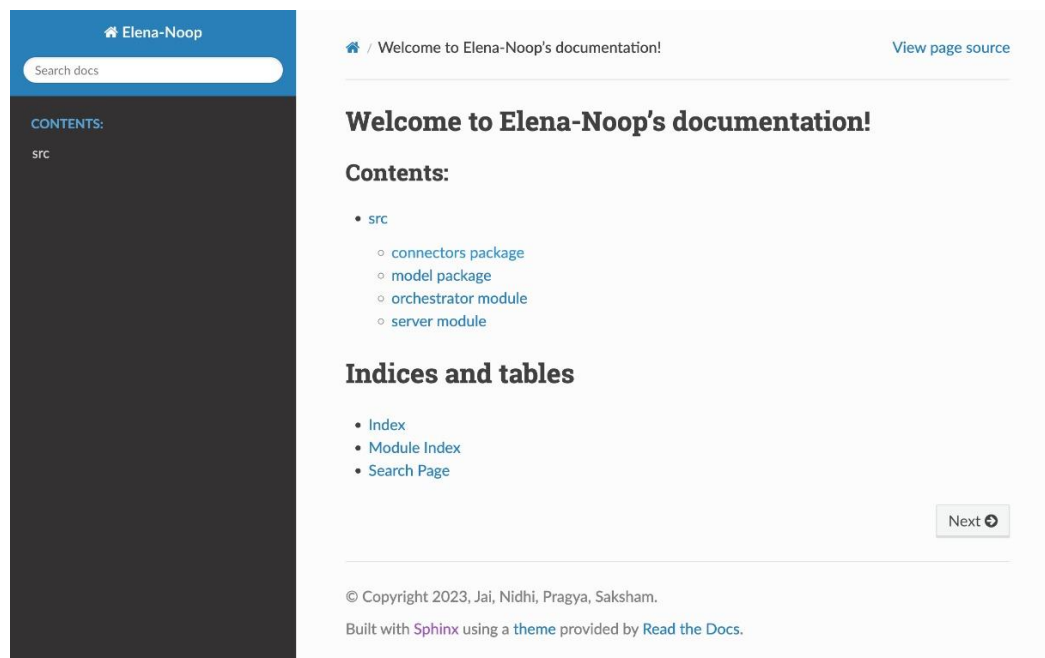 Elena-Noop
Search docs
CONTENTS:
src
/ Welcome to Elena-Noop's documentation!
View page source
Welcome to Elena-Noop's documentation!
Contents:
• src
◦ connectors package
◦ model package
◦ orchestrator module
◦ server module
Indices and tables
• Index
• Module Index
• Search Page
Next
© Copyright 2023, Jai, Nidhi, Pragya, Saksham.
Built with Sphinx using a theme provided by Read the Docs.